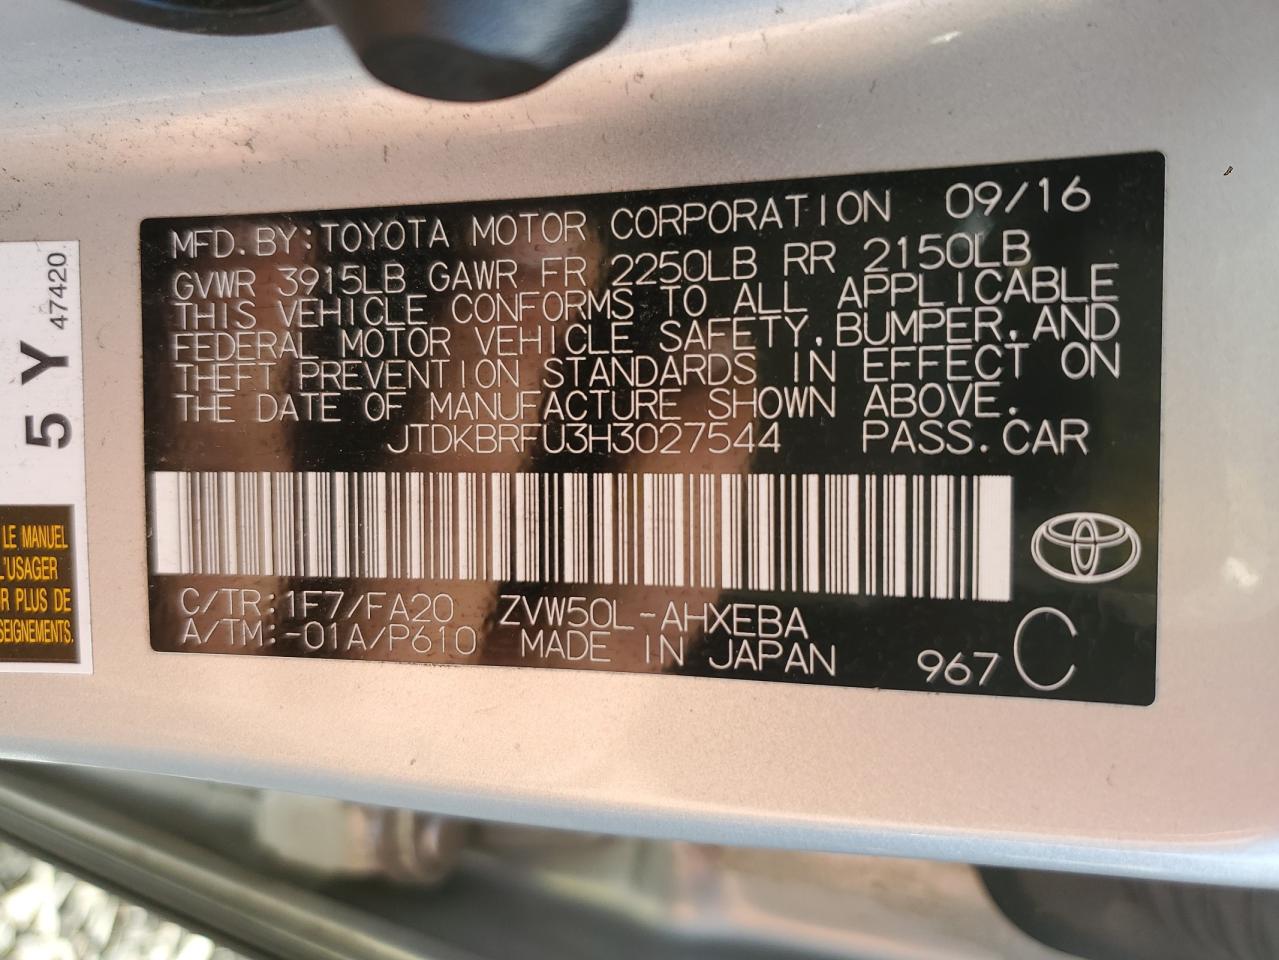 MFD. BY: TOYOTA MOTOR CORPORATION 09/16
GVWR 3915LB GAWR FR 2250LB RR 2150LB
THIS VEHICLE CONFORMS TO ALL APPLICABLE
FEDERAL MOTOR VEHICLE SAFETY, BUMPER, AND
THEFT PREVENTION STANDARDS IN EFFECT ON
THE DATE OF MANUFACTURE SHOWN ABOVE.
JTDKBRFU3H3027544 PASS. CAR
C/TR: 1F7/FA20 ZVW50L-AHXEBA
A/TM: -01A/P610 MADE IN JAPAN 967 C
5Y 47420
LE MANUEL
L'USAGER
R PLUS DE
SEIGNEMENTS.